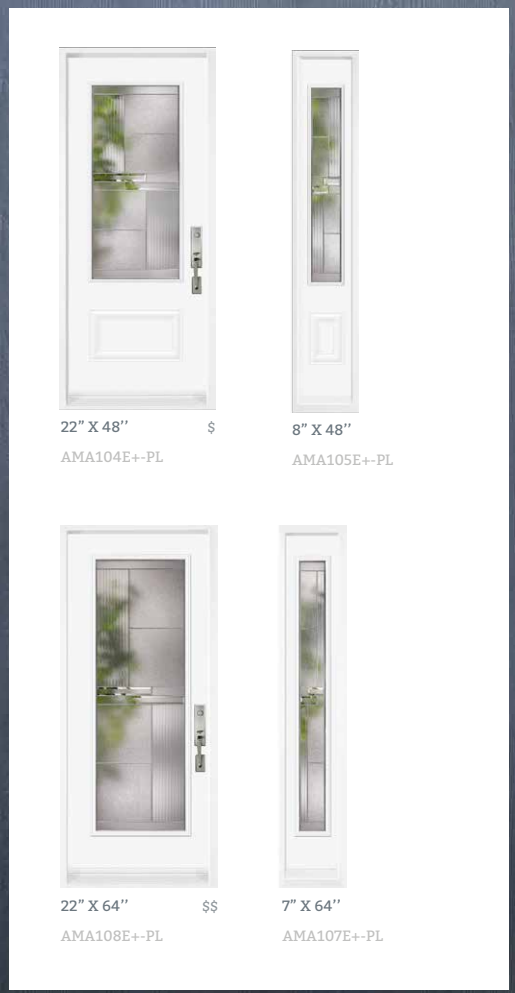 22” X 48’’ $
AMA104E+-PL
8” X 48’’
AMA105E+-PL
22” X 64’’ $$
AMA108E+-PL
7” X 64’’
AMA107E+-PL